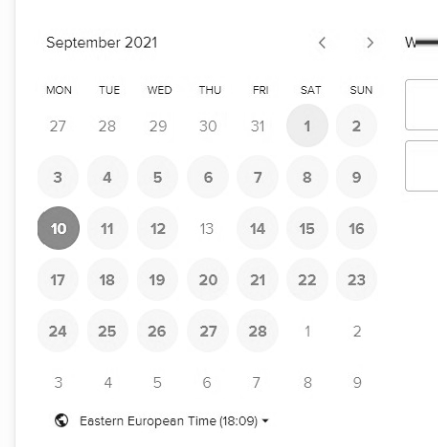 September 2021 < >
MON TUE WED THU FRI SAT SUN
27 28 29 30 31 1 2
3 4 5 6 7 8 9
10 11 12 13 14 15 16
17 18 19 20 21 22 23
24 25 26 27 28 1 2
3 4 5 6 7 8 9
Eastern European Time (18:09)